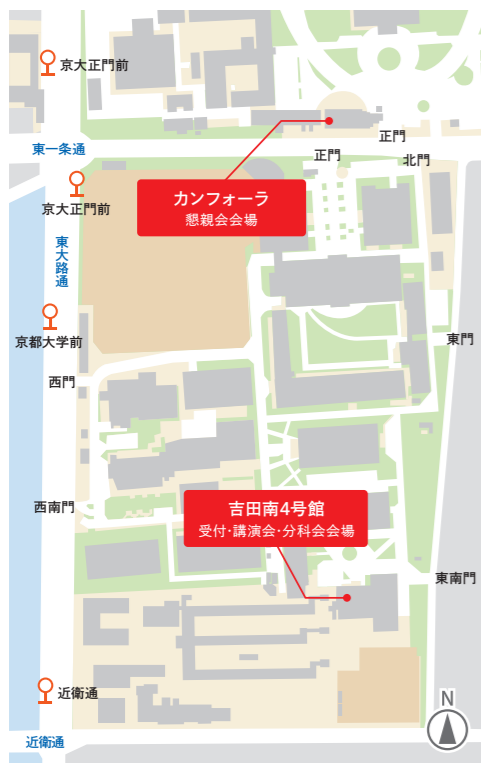 京大正門前
正門
東一条通
正門
北門
カンフォーラ
懇親会会場
京大正門前
東大路通
京都大学前
東門
西門
吉田南4号館
受付・講演会・分科会会場
西南門
東南門
近衛通
N
近衛通